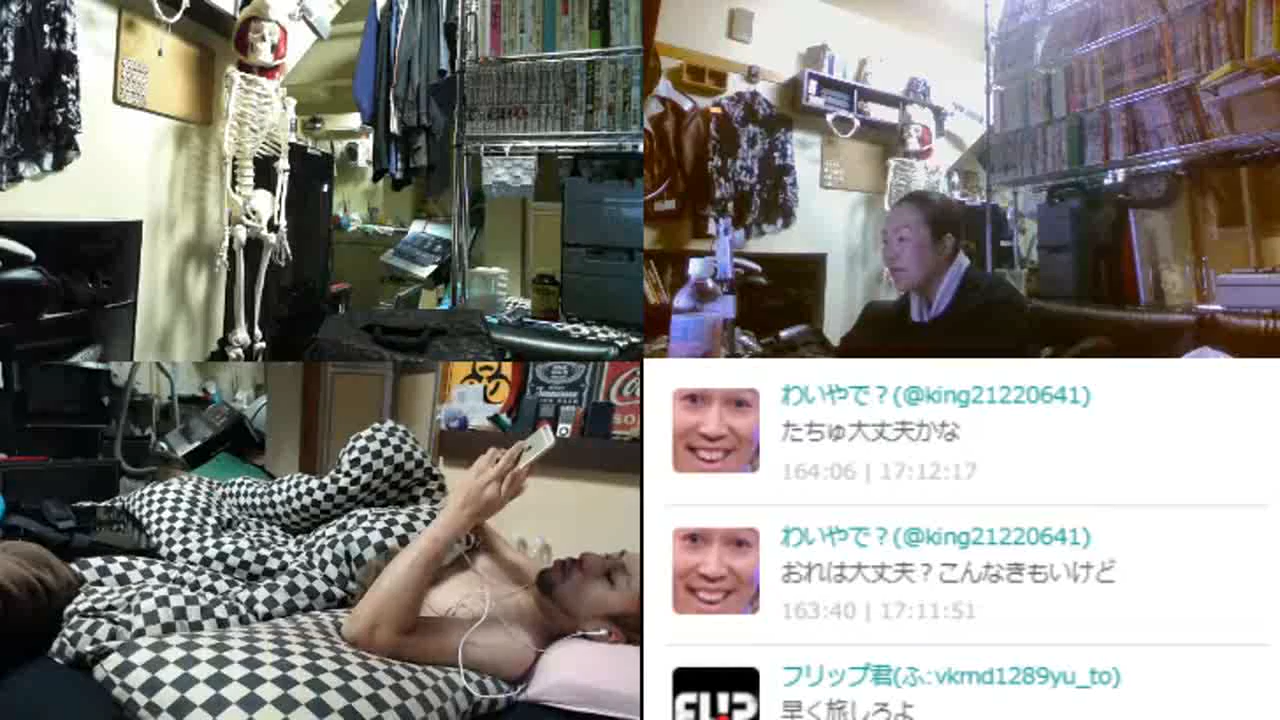 わいやで？(@king21220641)
たちゅ大丈夫かな
164:06 | 17:12:17
わいやで？(@king21220641)
おれは大丈夫？こんなきもいけど
163:40 | 17:11:51
フリップ君(ふ:vkmd1289yu_to)
早く旅しろよ
FL!P
Coca